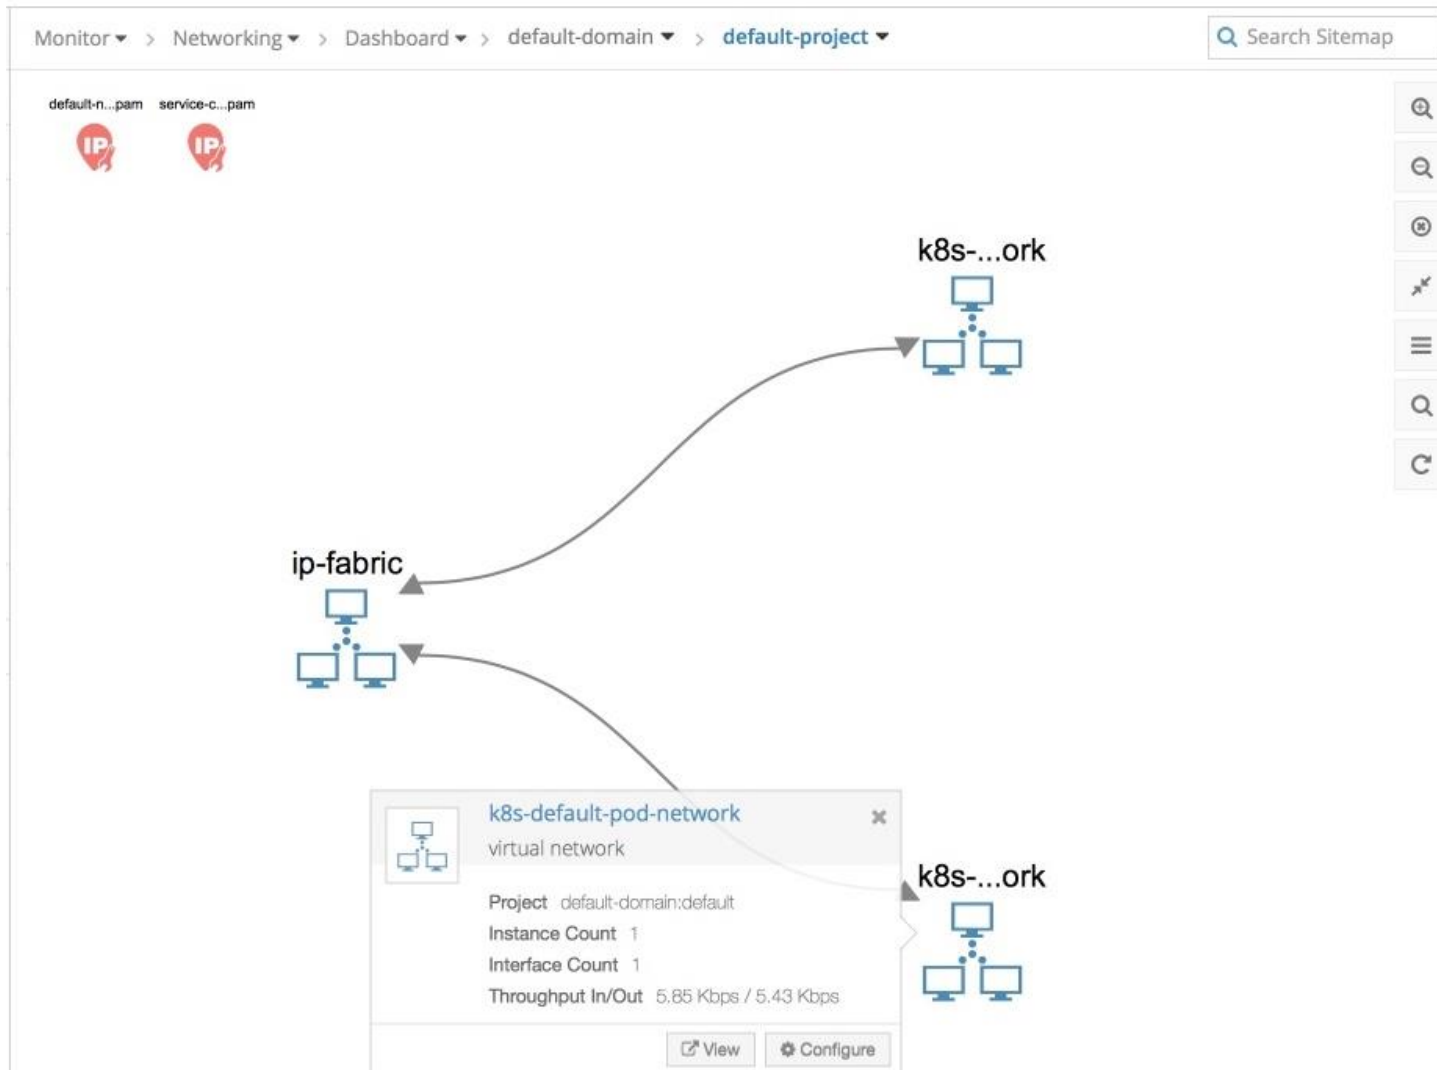 Monitor > Networking > Dashboard > default-domain > default-project
Search Sitemap
default-n...pam service-c...pam
IP IP
k8s-...ork
ip-fabric
k8s-default-pod-network
virtual network
Project default-domain:default
Instance Count 1
Interface Count 1
Throughput In/Out 5.85 Kbps / 5.43 Kbps
View Configure
k8s-...ork